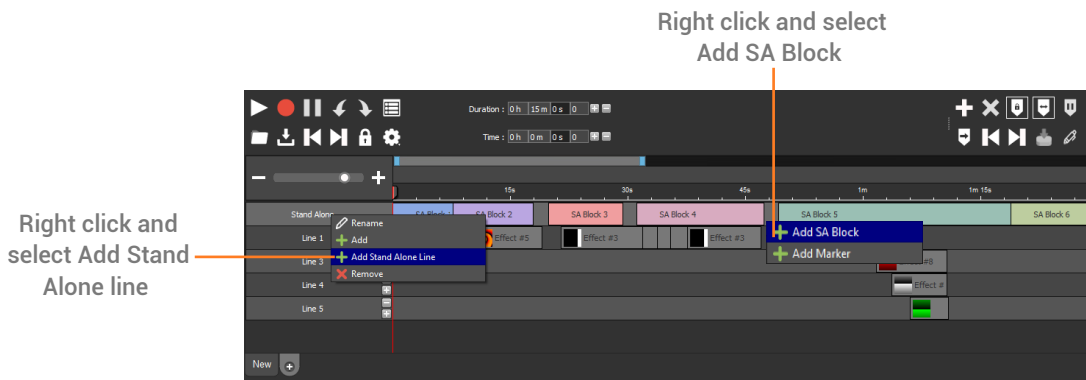 Right click and select
Add SA Block
Duration : 0 h 15 m 0 s 0
Time : 0 h 0 m 0 s 0
15s 30s 45s 1m 1m 15s
Stand Alone SA Block 2 SA Block 3 SA Block 4 SA Block 5 SA Block 6
Right click and
select Add Stand
Alone line
Rename
Add
Add Stand Alone Line
Remove
Add SA Block
Add Marker
Line 1 Effect #5 Effect #3 Effect #3
Line 3 #8
Line 4 Effect #
Line 5
New